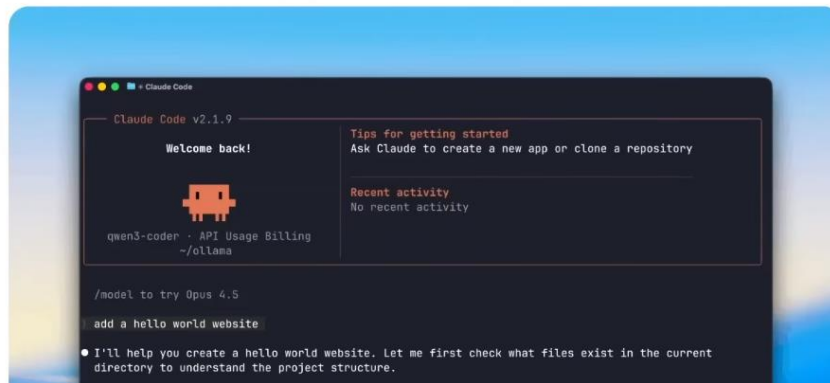 Claude Code
Claude Code v2.1.9
Welcome back!
qwen3-coder · API Usage Billing
~/ollama
Tips for getting started
Ask Claude to create a new app or clone a repository
Recent activity
No recent activity
/model to try Opus 4.5
add a hello world website
I'll help you create a hello world website. Let me first check what files exist in the current
directory to understand the project structure.